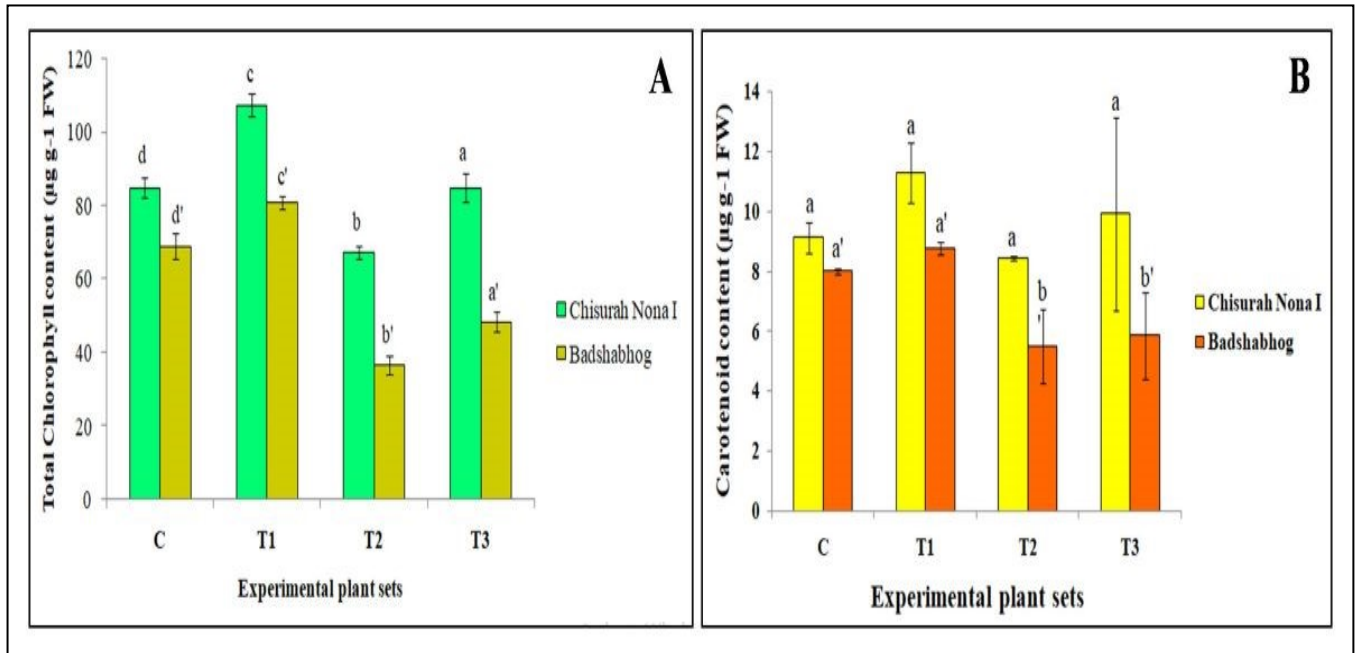 A
Total Chlorophyll content (µg g-1 FW)
120
100
80
60
40
20
0
d
d'
c
c'
b
b'
a
a'
C T1 T2 T3
Experimental plant sets
Chisurah Nona I
Badshabhog
B
Carotenoid content (µg g-1 FW)
14
12
10
8
6
4
2
0
a
a'
a
a'
a
b
'
a
b'
C T1 T2 T3
Experimental plant sets
Chisurah Nona I
Badshabhog